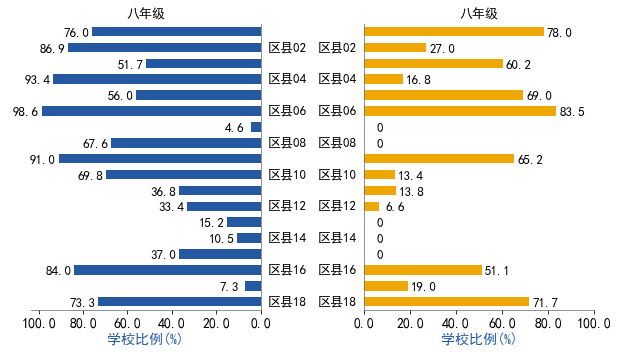 八年级 八年级
76.0 78.0
86.9 区县02 区县02 27.0
51.7 60.2
93.4 区县04 区县04 16.8
56.0 69.0
98.6 区县06 区县06 83.5
4.6 0
67.6 区县08 区县08 0
91.0 65.2
69.8 区县10 区县10 13.4
36.8 13.8
33.4 区县12 区县12 6.6
15.2 0
10.5 区县14 区县14 0
37.0 0
84.0 区县16 区县16 51.1
7.3 19.0
73.3 区县18 区县18 71.7
100.0 80.0 60.0 40.0 20.0 0.0 0.0 20.0 40.0 60.0 80.0 100.0
学校比例(%) 学校比例(%)